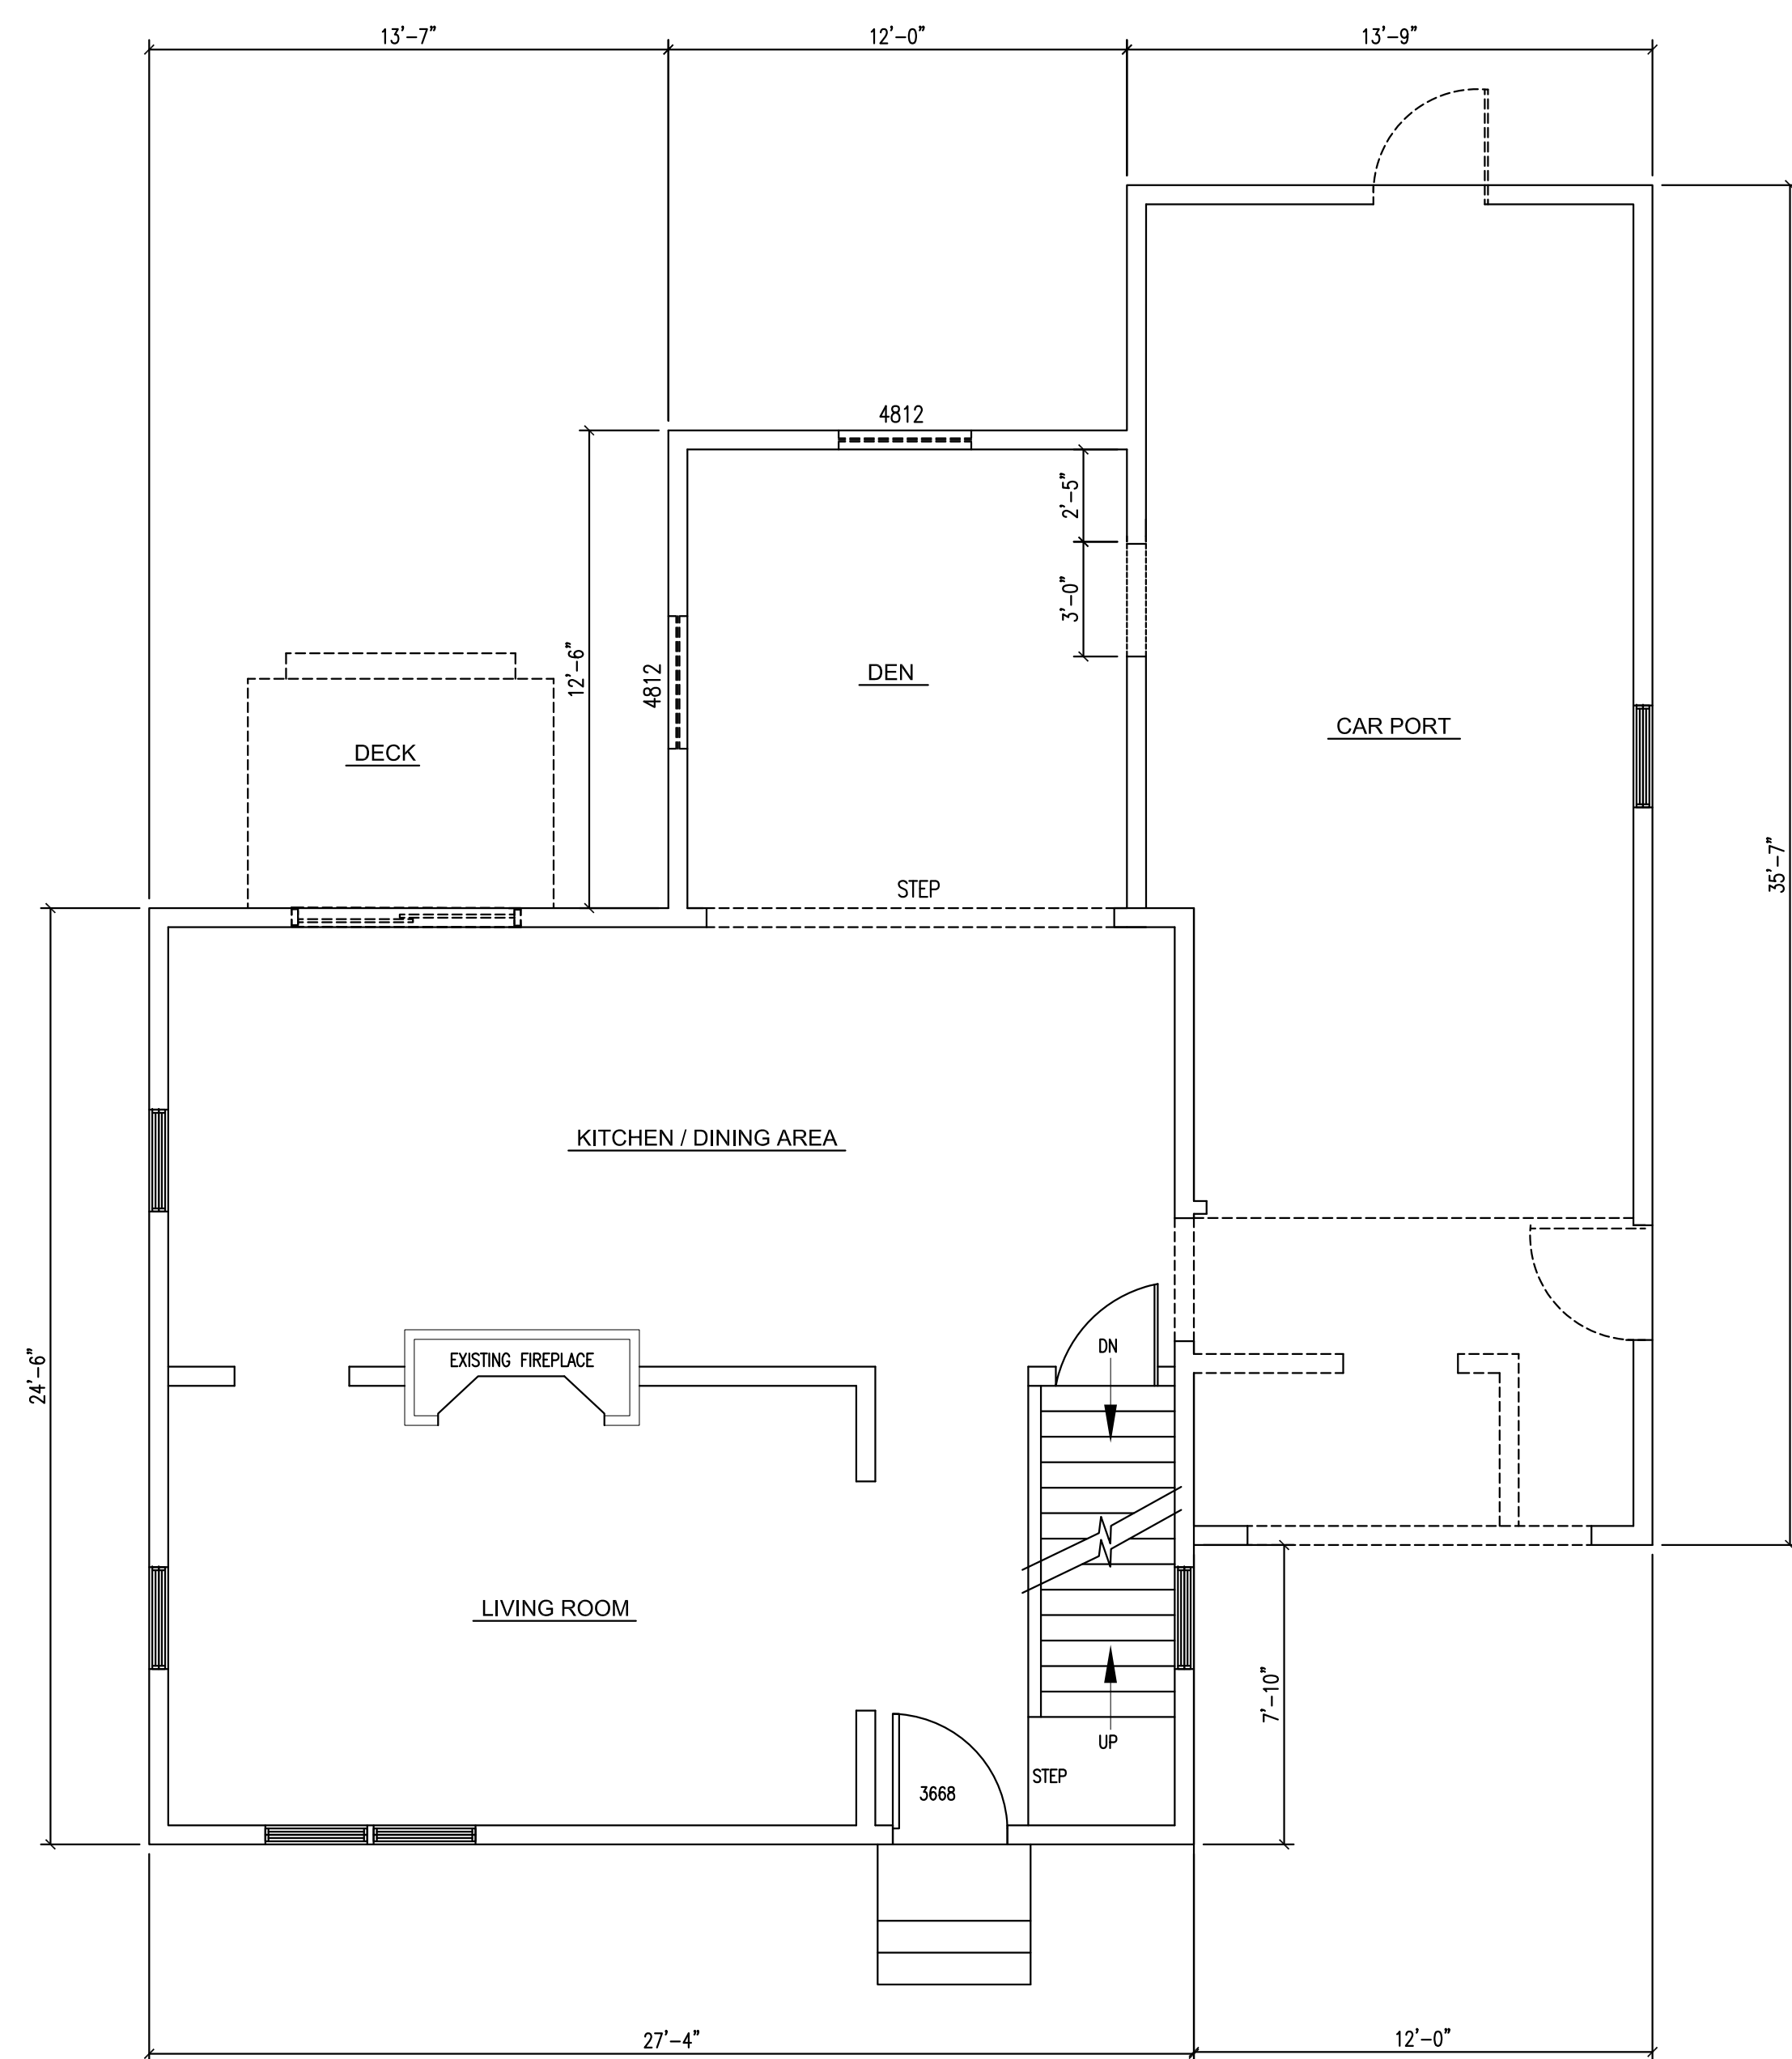 13'-7"
12'-0"
13'-9"
4812
2'-5"
3'-0"
12'-6"
4812
DEN
DECK
CAR PORT
35'-7"
STEP
KITCHEN / DINING AREA
24'-6"
EXISTING FIREPLACE
DN
LIVING ROOM
7'-10"
UP
STEP
3668
27'-4"
12'-0"